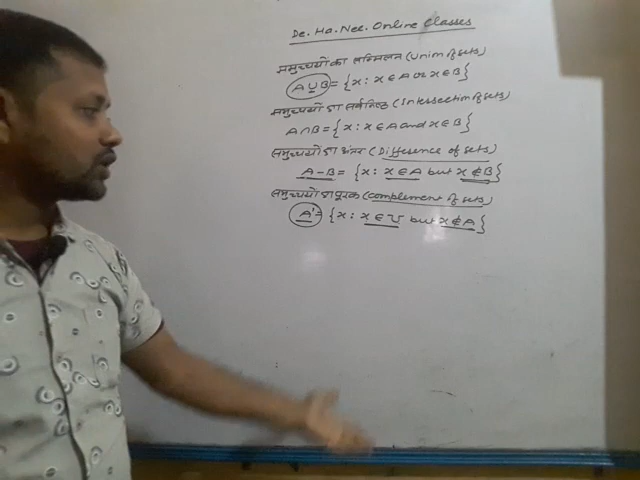 De. Ha. Nee. Online Classes
समुच्चयों का सम्मिलन (Union of sets)
A∪B = {x : x ∈ A or x ∈ B}
समुच्चयों का सर्वनिष्ठ (Intersection of sets)
A∩B = {x : x ∈ A and x ∈ B}
समुच्चयों का अंतर (Difference of sets)
A-B = {x : x ∈ A but x ∉ B}
समुच्चयों का पूरक (Complement of sets)
A' = {x : x ∈ U but x ∉ A}